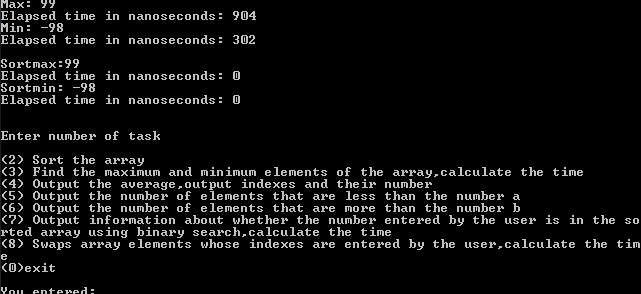 Max: 99
Elapsed time in nanoseconds: 904
Min: -98
Elapsed time in nanoseconds: 302
Sortmax:99
Elapsed time in nanoseconds: 0
Sortmin: -98
Elapsed time in nanoseconds: 0
Enter number of task
(2) Sort the array
(3) Find the maximum and minimum elements of the array,calculate the time
(4) Output the average,output indexes and their number
(5) Output the number of elements that are less than the number a
(6) Output the number of elements that are more than the number b
(7) Output information about whether the number entered by the user is in the so
rted array using binary search,calculate the time
(8) Swaps array elements whose indexes are entered by the user,calculate the tim
e
(0)exit
You entered: